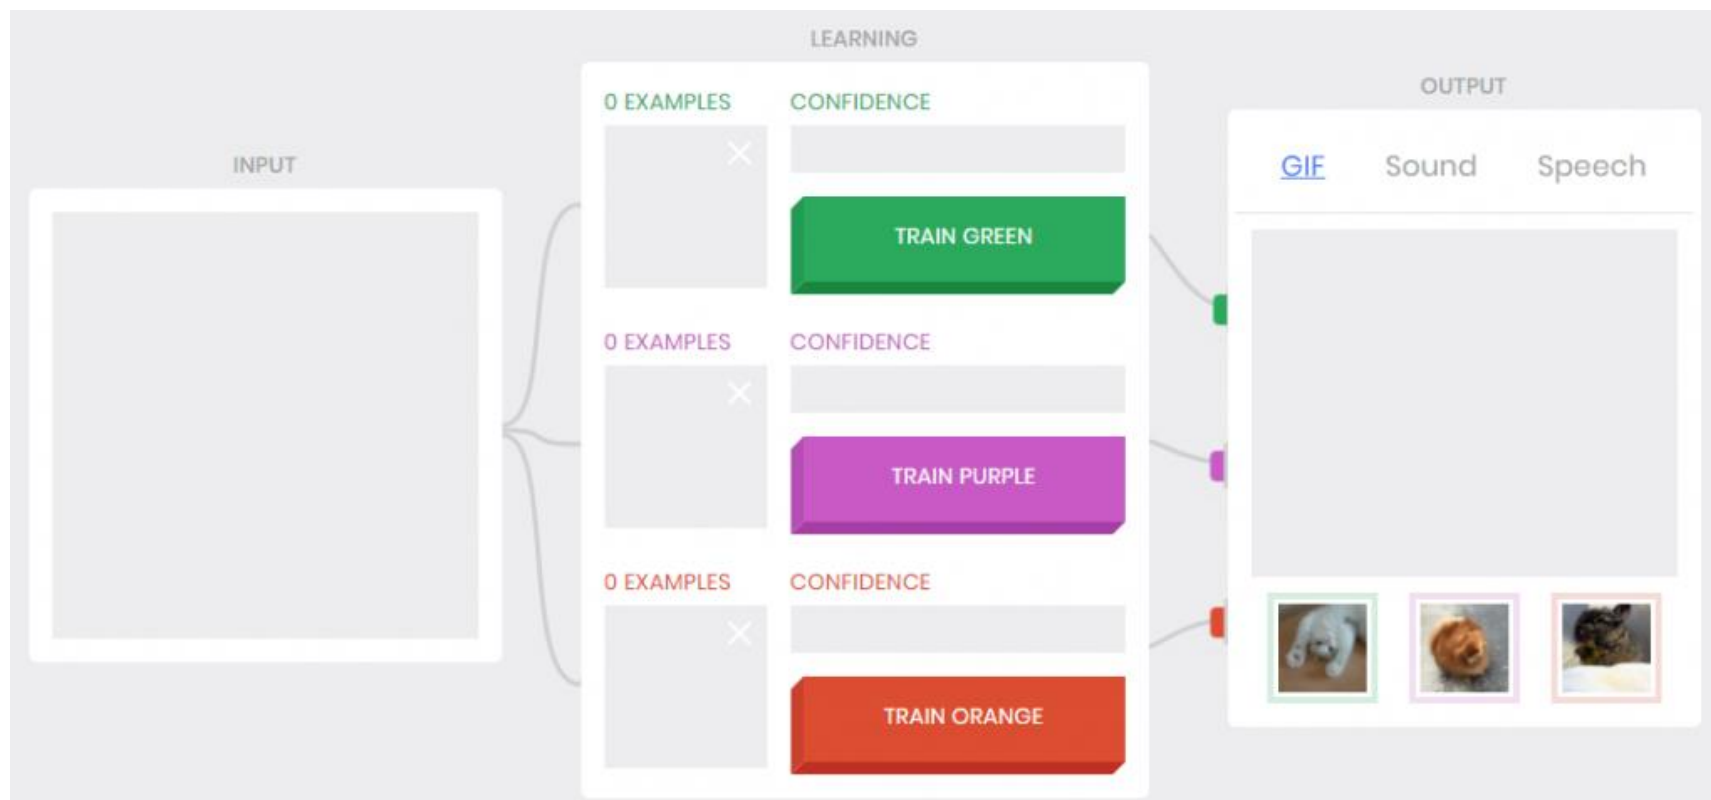 LEARNING
OUTPUT
INPUT
0 EXAMPLES CONFIDENCE
TRAIN GREEN
0 EXAMPLES CONFIDENCE
TRAIN PURPLE
0 EXAMPLES CONFIDENCE
TRAIN ORANGE
GIF Sound Speech